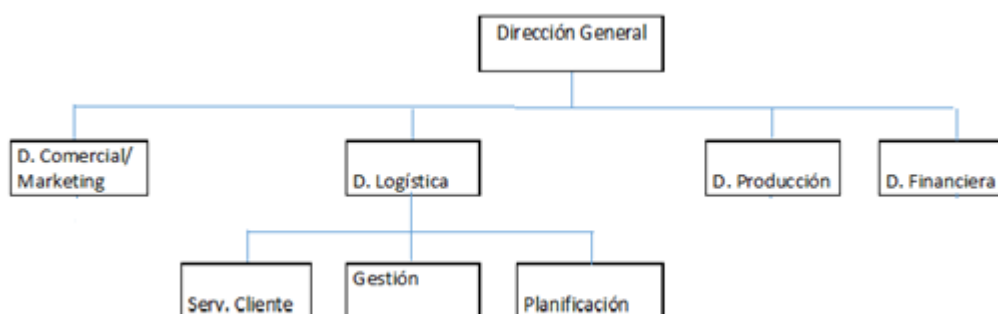 Dirección General
D. Comercial/
Marketing
D. Logística
D. Producción
D. Financiera
Serv. Cliente
Gestión
Planificación